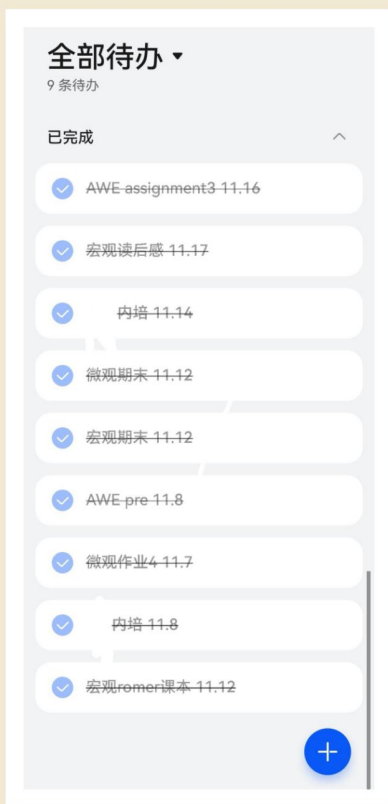 全部待办
9 条待办
已完成
AWE assignment3 11.16
宏观读后感 11.17
内培 11.14
微观期末 11.12
宏观期末 11.12
AWE pre 11.8
微观作业4 11.7
内培 11.8
宏观romer课本 11.12